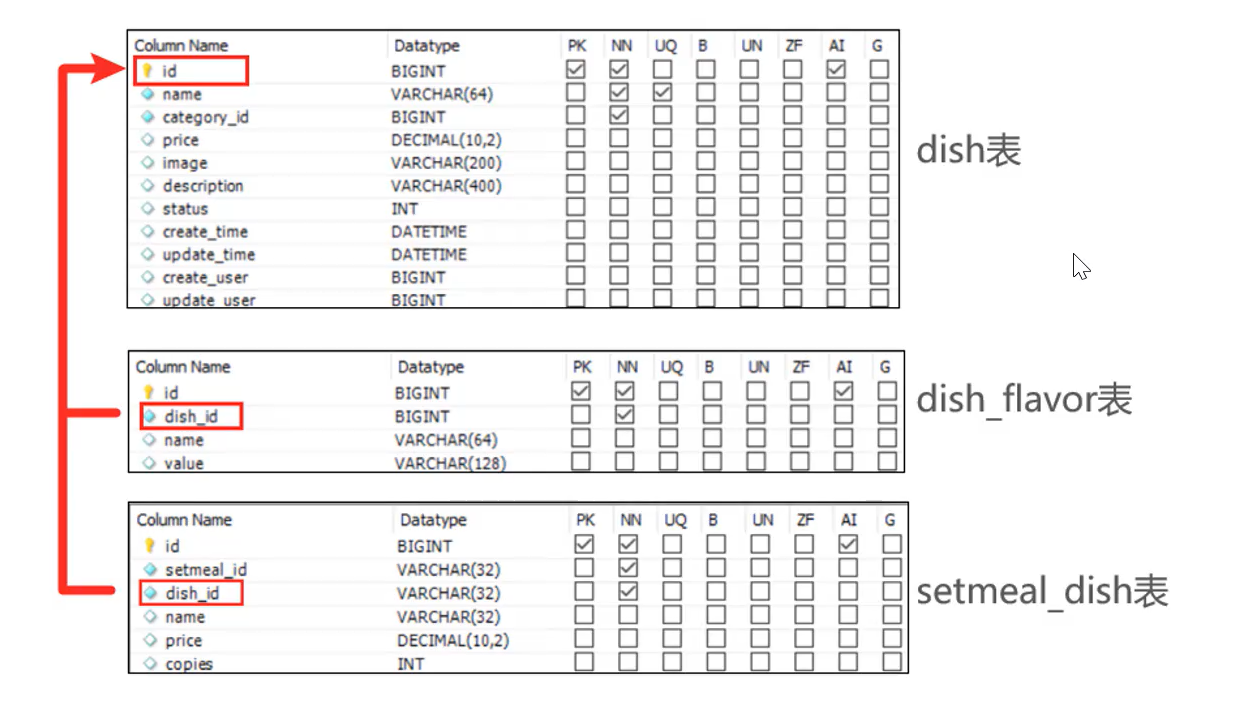 Column Name Datatype PK NN UQ B UN ZF AI G
id BIGINT
name VARCHAR(64)
category_id BIGINT
price DECIMAL(10,2)
image VARCHAR(200)
description VARCHAR(400)
status INT
create_time DATETIME
update_time DATETIME
create_user BIGINT
update_user BIGINT
dish表
Column Name Datatype PK NN UQ B UN ZF AI G
id BIGINT
dish_id BIGINT
name VARCHAR(64)
value VARCHAR(128)
dish_flavor表
Column Name Datatype PK NN UQ B UN ZF AI G
id BIGINT
setmeal_id VARCHAR(32)
dish_id VARCHAR(32)
name VARCHAR(32)
price DECIMAL(10,2)
copies INT
setmeal_dish表